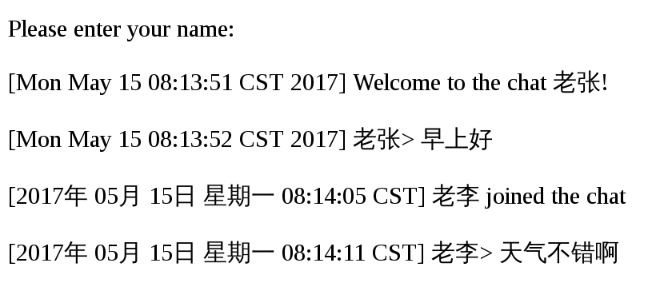 Please enter your name:
[Mon May 15 08:13:51 CST 2017] Welcome to the chat 老张!
[Mon May 15 08:13:52 CST 2017] 老张> 早上好
[2017年 05月 15日 星期一 08:14:05 CST] 老李 joined the chat
[2017年 05月 15日 星期一 08:14:11 CST] 老李> 天气不错啊